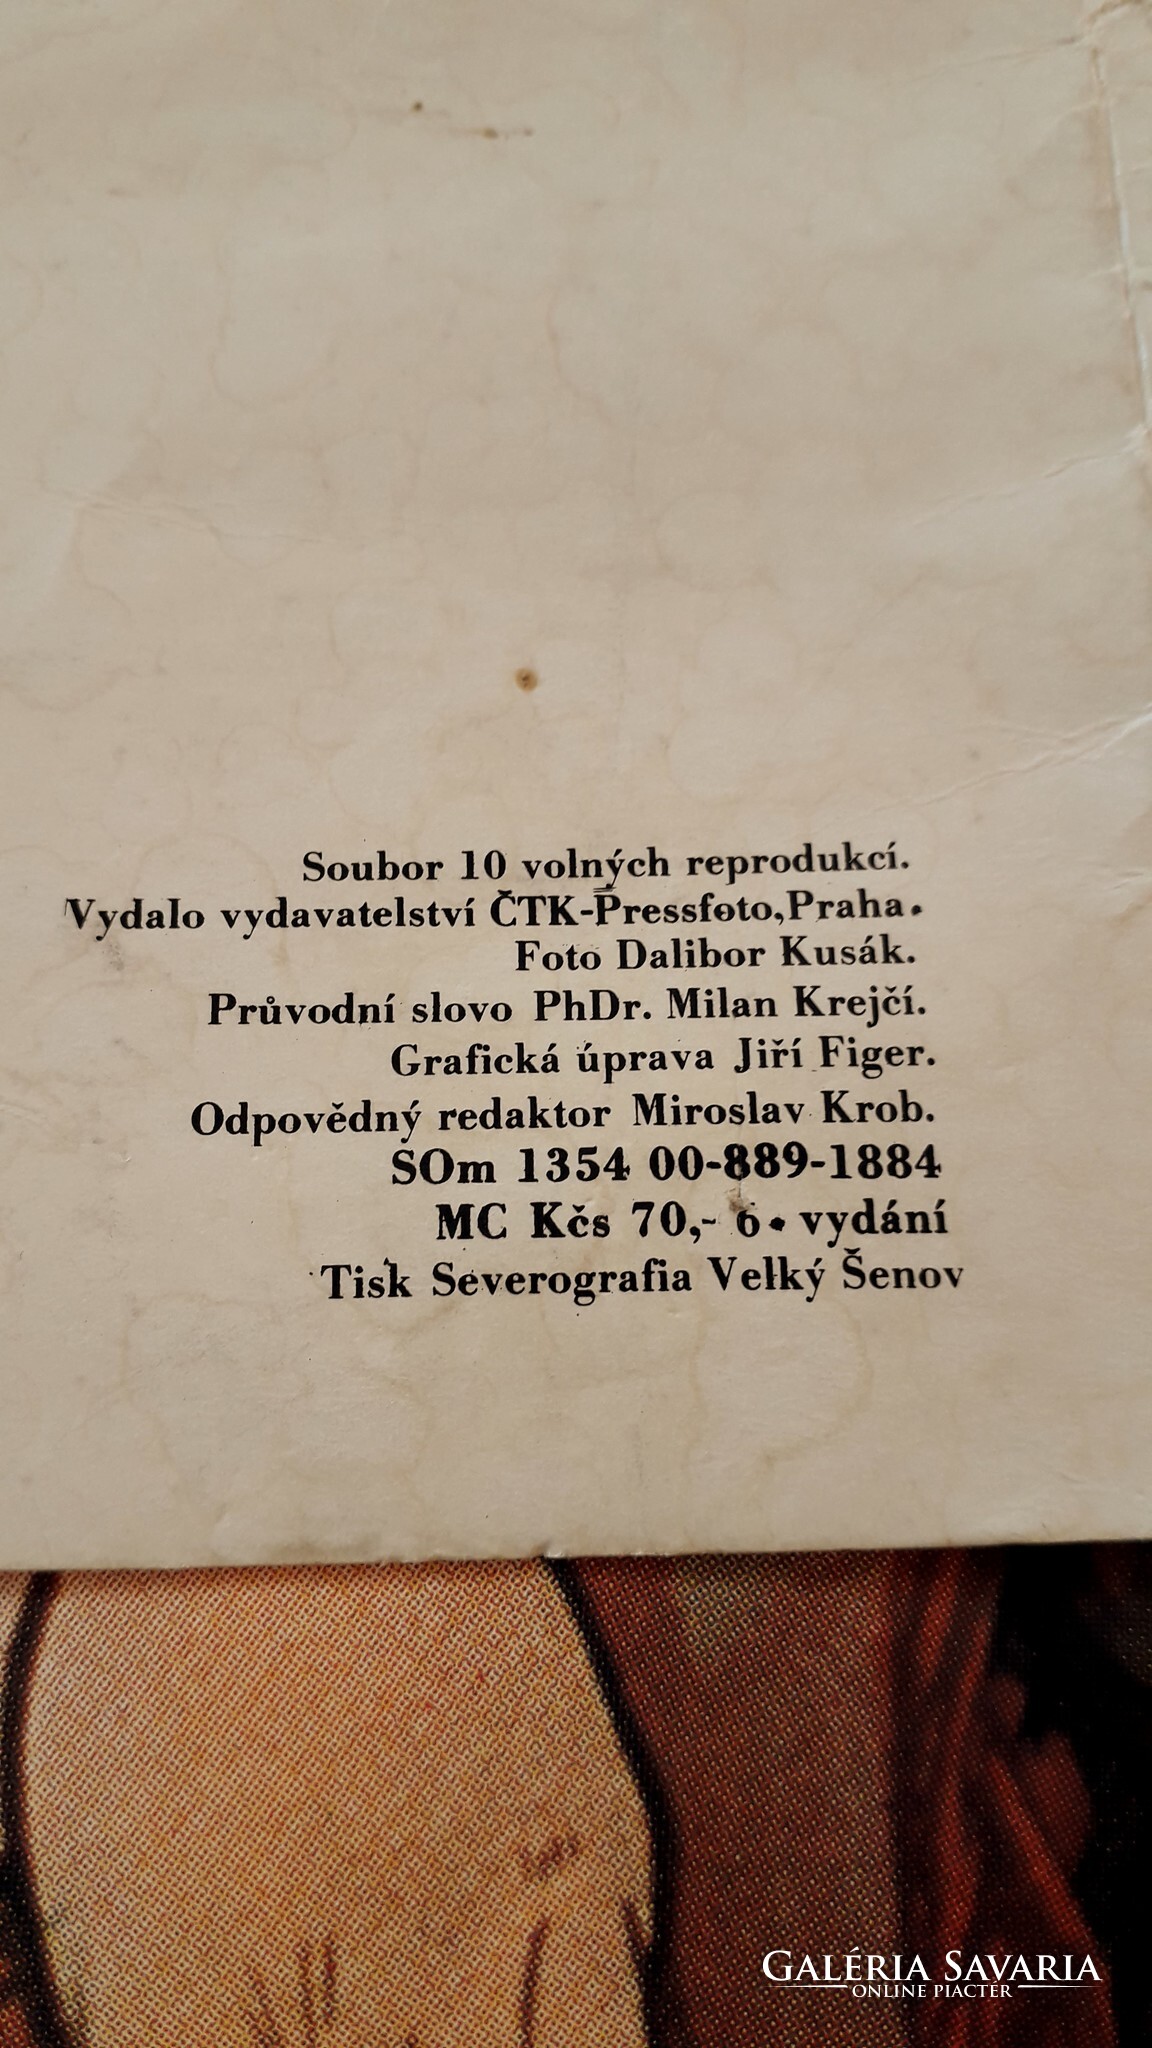 Soubor 10 volných reprodukcí.
Vydalo vydavatelství ČTK-Pressfoto, Praha.
Foto Dalibor Kusák.
Průvodní slovo PhDr. Milan Krejčí.
Grafická úprava Jiří Figer.
Odpovědný redaktor Miroslav Krob.
SOm 1354 00-889-1884
MC Kčs 70,- 6. vydání
Tisk Severografia Velký Šenov
GALÉRIA SAVARIA
ONLINE PIACTÉR